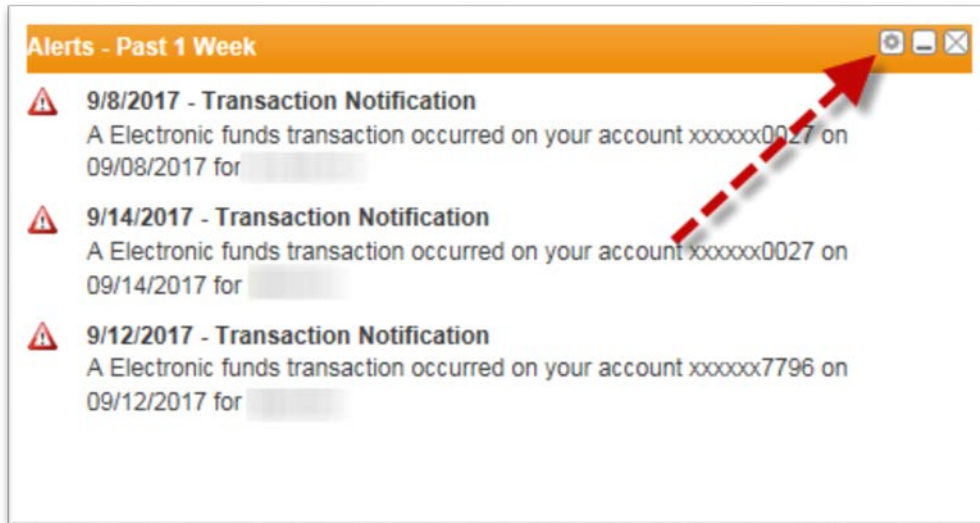 Alerts - Past 1 Week
9/8/2017 - Transaction Notification
A Electronic funds transaction occurred on your account xxxxxx0027 on
09/08/2017 for
9/14/2017 - Transaction Notification
A Electronic funds transaction occurred on your account xxxxxx0027 on
09/14/2017 for
9/12/2017 - Transaction Notification
A Electronic funds transaction occurred on your account xxxxxx7796 on
09/12/2017 for